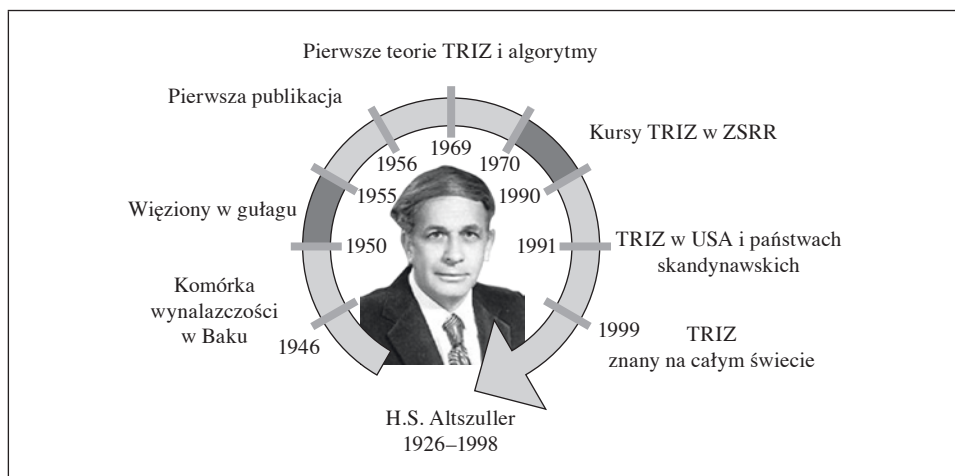 Pierwsze teorie TRIZ i algorytmy
Pierwsza publikacja
Kursy TRIZ w ZSRR
Więziony w gułagu
TRIZ w USA i państwach
skandynawskich
Komórka
wynalazczości
w Baku
TRIZ
znany na całym świecie
1946
1950
1955
1956
1969
1970
1990
1991
1999
H.S. Altszuller
1926–1998